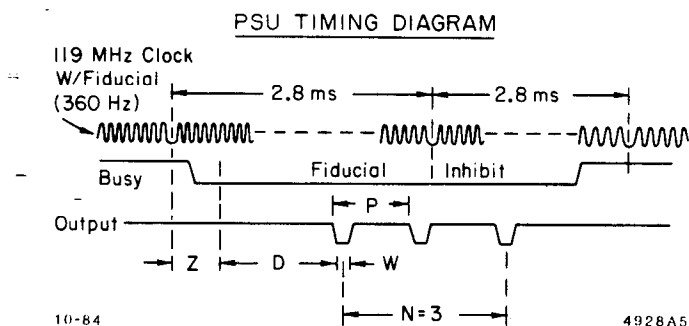 PSU TIMING DIAGRAM
119 MHz Clock
W/Fiducial
(360 Hz)
2.8 ms
2.8 ms
Busy
Fiducial
Inhibit
P
Output
Z
D
W
N=3
10-84
4928A5